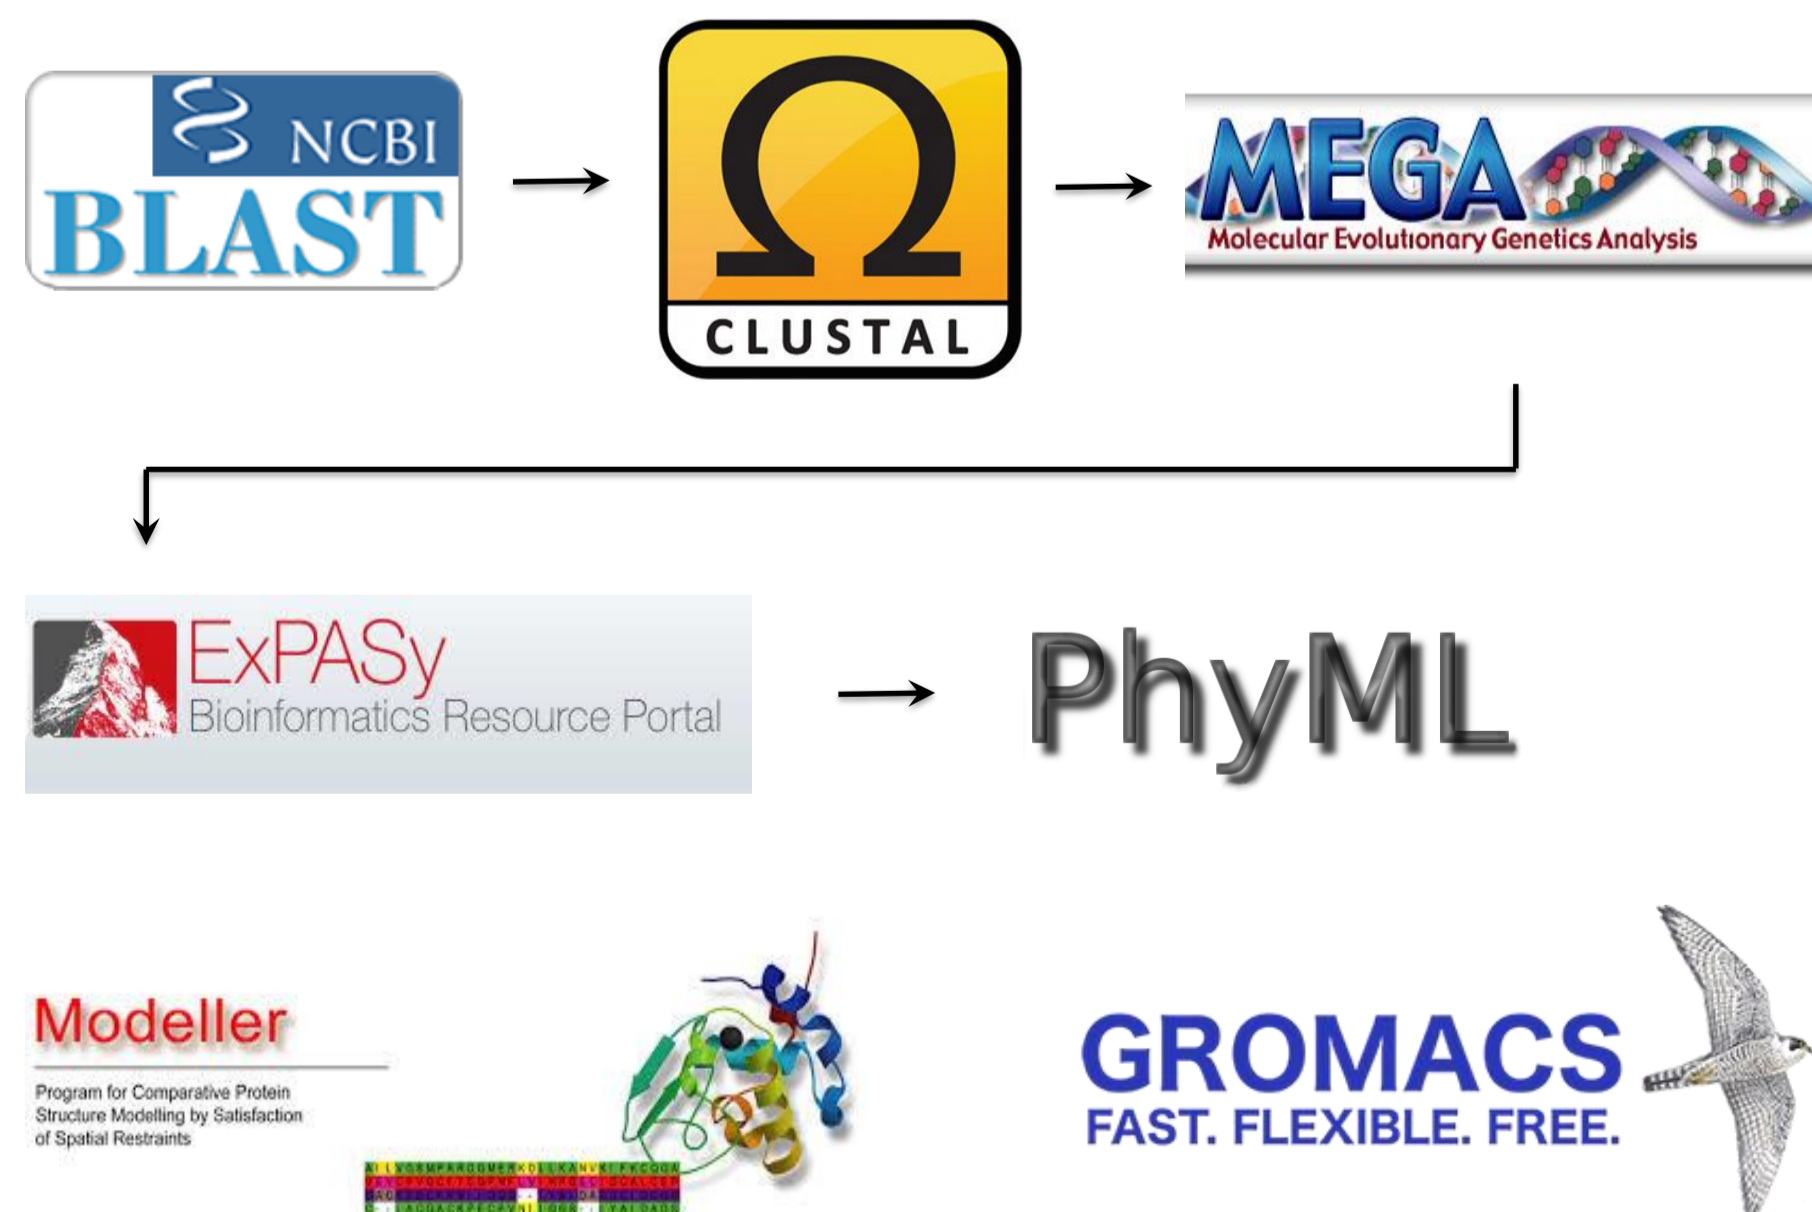 NCBI
BLAST
Ω
CLUSTAL
MEGA
Molecular Evolutionary Genetics Analysis
ExPASy
Bioinformatics Resource Portal
PhyML
Modeller
Program for Comparative Protein
Structure Modelling by Satisfaction
of Spatial Restraints
GROMACS
FAST. FLEXIBLE. FREE.